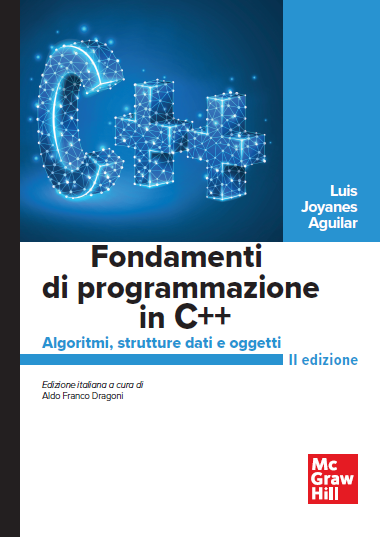 C++
Luis
Joyanes
Aguilar
Fondamenti
di programmazione
in C++
Algoritmi, strutture dati e oggetti
II edizione
Edizione italiana a cura di
Aldo Franco Dragoni
Mc
Graw
Hill